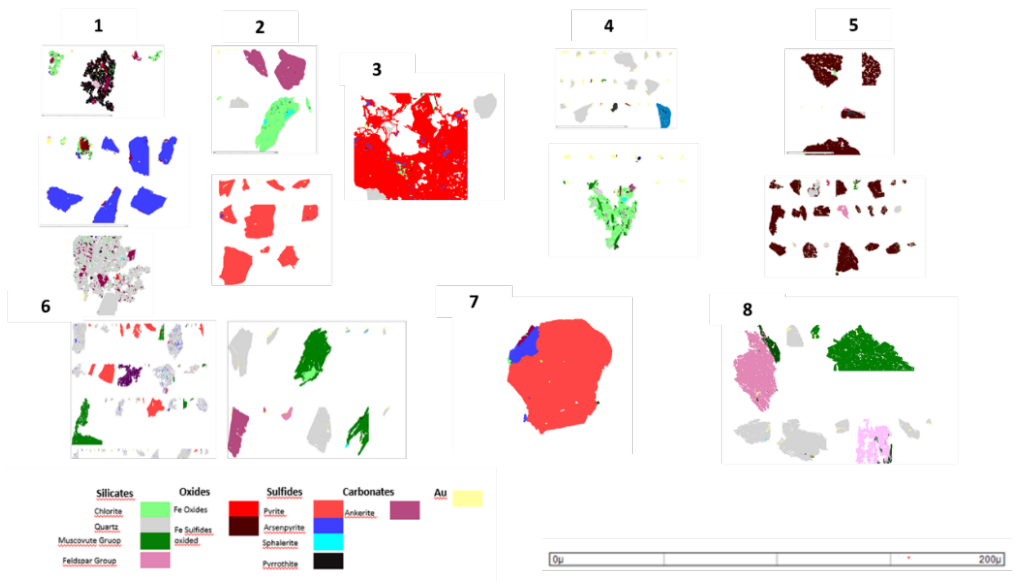 1
2
3
4
5
6
7
8
Silicates Oxides Sulfides Carbonates Au
Chlorite Fe Oxides Pyrite Ankerite
Quartz Fe Sulfides oxided Arsenpyrite
Muscovute Gruop Sphalerite
Feldspar Group Pyrrothite
0µ 200µ